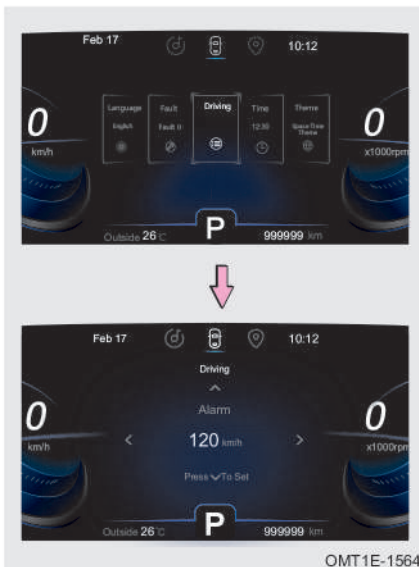 Feb 17 10:12
Language Fault Driving Time Theme
English Fault 0 12:30 Space-Time
Theme
0 0
km/h x1000rpm
P
Outside 26℃ 999999 km
Feb 17 10:12
Driving
Alarm
0 120 km/h 0
km/h x1000rpm
Press To Set
P
Outside 26℃ 999999 km
OMT1E-1564